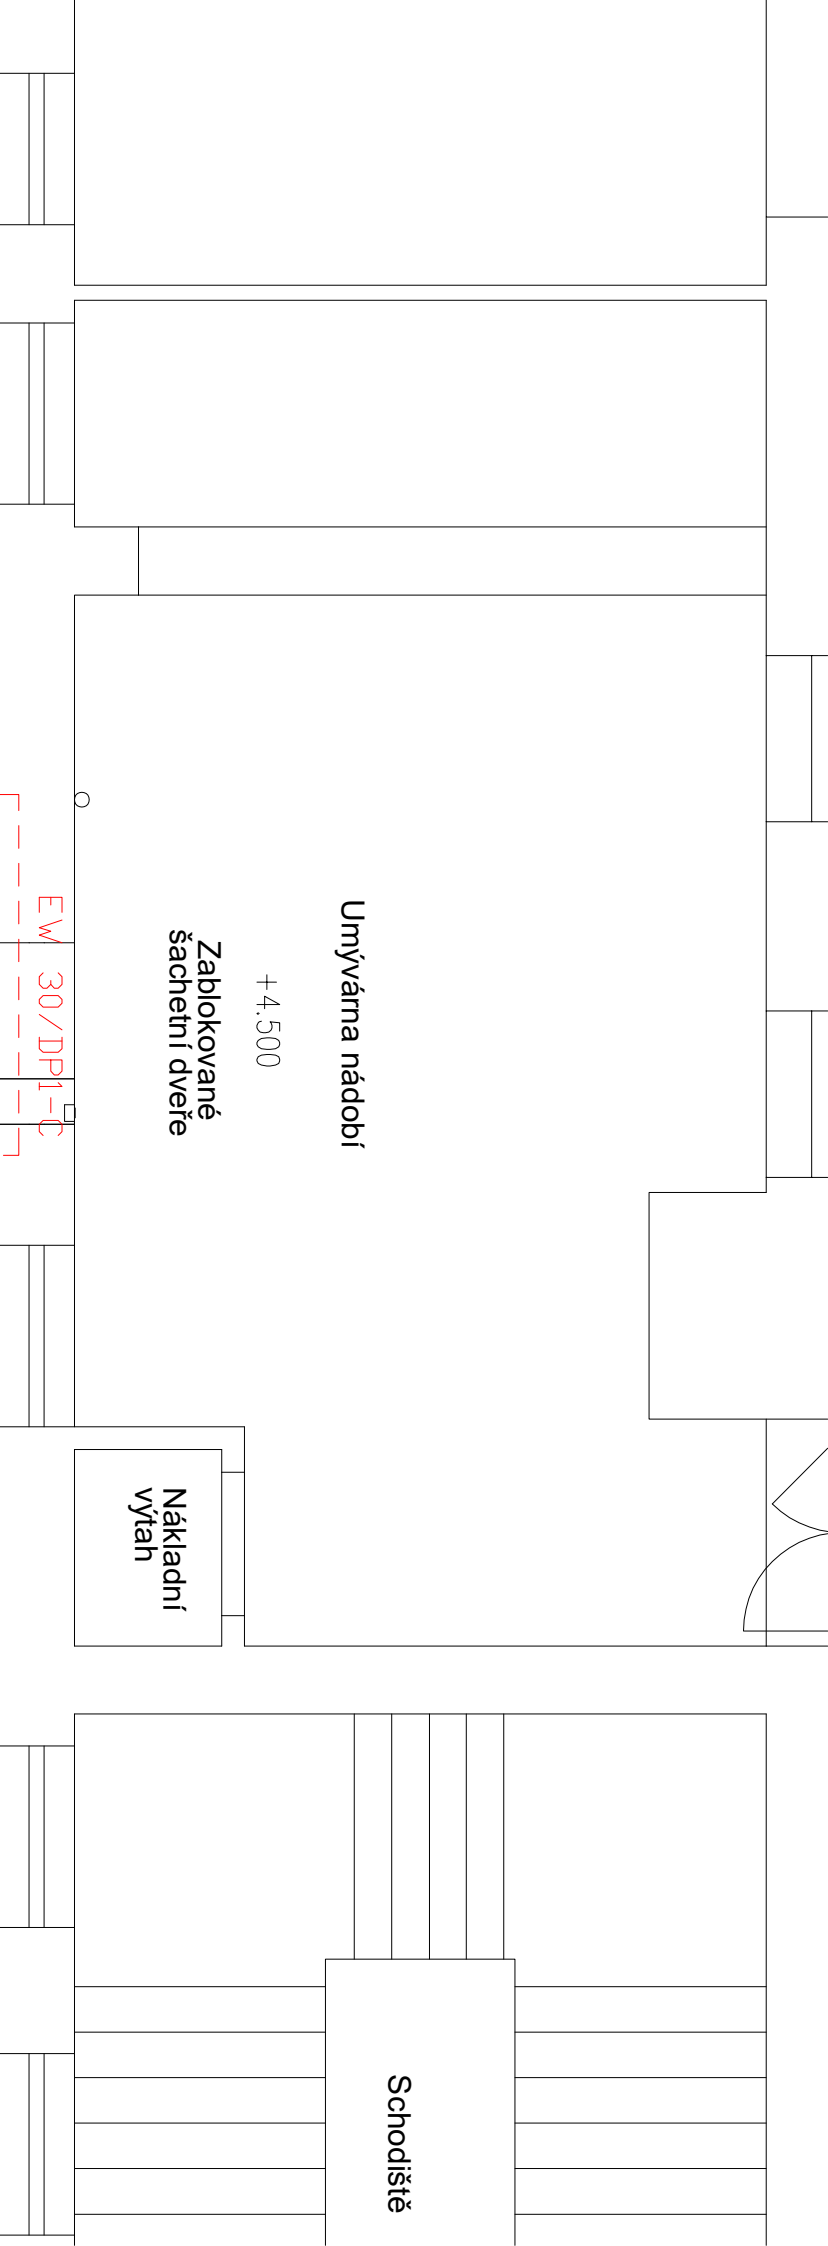 Umývárna nádobí
+4.500
Zablokované
šachetní dveře
EW 30/DP1-C
Nákladní
výtah
Schodiště